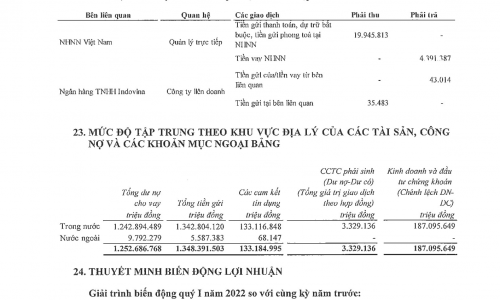 Bên liên quan Quan hệ Các giao dịch Phải thu Phải trả
Tiền gửi thanh toán, dự trữ bắt
buộc, tiền gửi phong toả tại
NHNN 19.945.813 -
NHNN Việt Nam Quản lý trực tiếp
Tiền vay NHNN - 4.391.387
Tiền gửi của/tiền vay từ bên
liên quan - 43.014
Ngân hàng TNHH Indovina Công ty liên doanh
Tiền gửi tại bên liên quan 35.483 -
23. MỨC ĐỘ TẬP TRUNG THEO KHU VỰC ĐỊA LÝ CỦA CÁC TÀI SẢN, CÔNG
NỢ VÀ CÁC KHOẢN MỤC NGOẠI BẢNG
Tổng dư nợ
cho vay
triệu đồng
Tổng tiền gửi
triệu đồng
Các cam kết
tín dụng
triệu đồng
CCTC phái sinh
(Dư nợ-Dư có)
(Tổng giá trị giao dịch
theo hợp đồng)
triệu đồng
Kinh doanh và đầu
tư chứng khoán
(Chênh lệch DN-
DC)
triệu đồng
Trong nước 1.242.894.489 1.342.804.120 133.116.848 3.329.136 187.095.649
Nước ngoài 9.792.279 5.587.383 68.147 - -
1.252.686.768 1.348.391.503 133.184.995 3.329.136 187.095.649
24. THUYẾT MINH BIẾN ĐỘNG LỢI NHUẬN
Giải trình biến động quý I năm 2022 so với cùng kỳ năm trước: